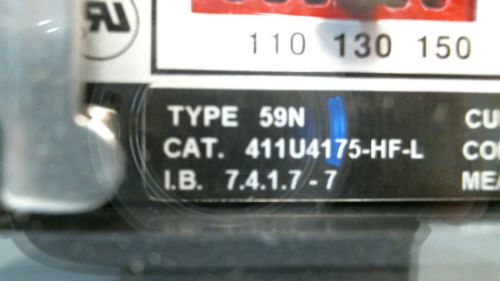 110 130 150
TYPE 59N
CAT. 411U4175-HF-L
I.B. 7.4.1.7 - 7